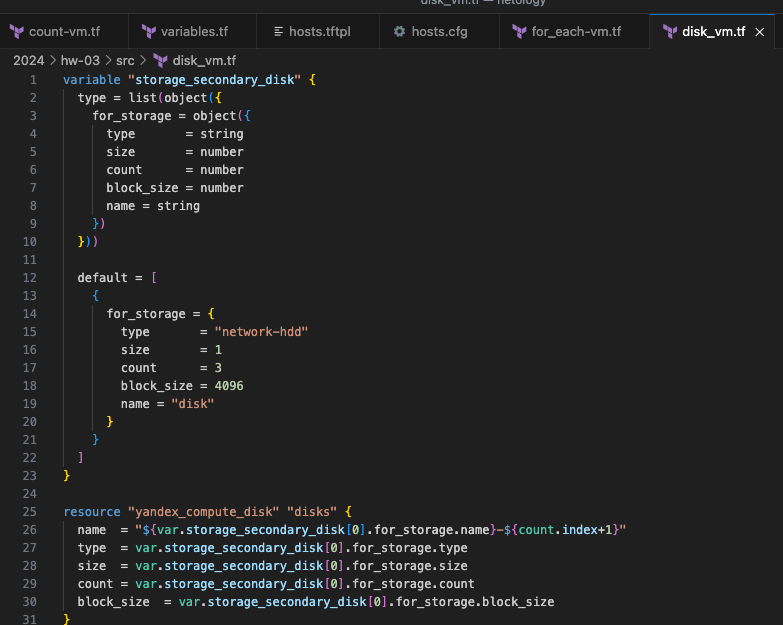 disk_vm.tf — netology
count-vm.tf variables.tf hosts.tftpl hosts.cfg for_each-vm.tf disk_vm.tf
2024 > hw-03 > src > disk_vm.tf
1 variable "storage_secondary_disk" {
2 type = list(object({
3 for_storage = object({
4 type = string
5 size = number
6 count = number
7 block_size = number
8 name = string
9 })
10 }))
11
12 default = [
13 {
14 for_storage = {
15 type = "network-hdd"
16 size = 1
17 count = 3
18 block_size = 4096
19 name = "disk"
20 }
21 }
22 ]
23 }
24
25 resource "yandex_compute_disk" "disks" {
26 name = "${var.storage_secondary_disk[0].for_storage.name}-${count.index+1}"
27 type = var.storage_secondary_disk[0].for_storage.type
28 size = var.storage_secondary_disk[0].for_storage.size
29 count = var.storage_secondary_disk[0].for_storage.count
30 block_size = var.storage_secondary_disk[0].for_storage.block_size
31 }